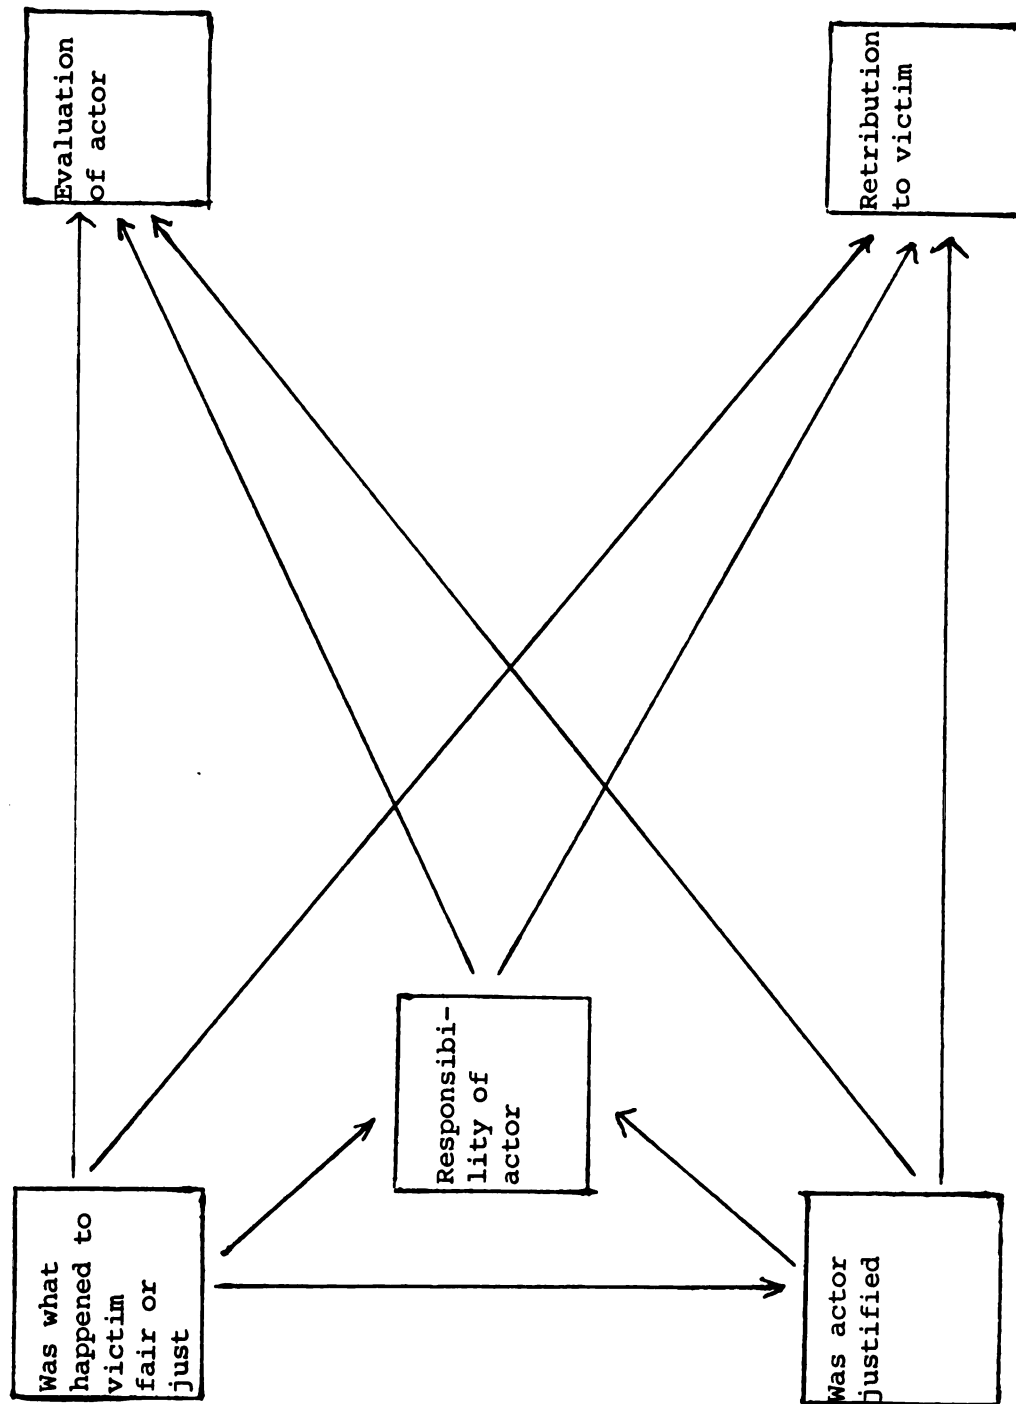 Was what
happened to
victim
fair or
just
Evaluation
of actor
Responsibi-
lity of
actor
Was actor
justified
Retribution
to victim